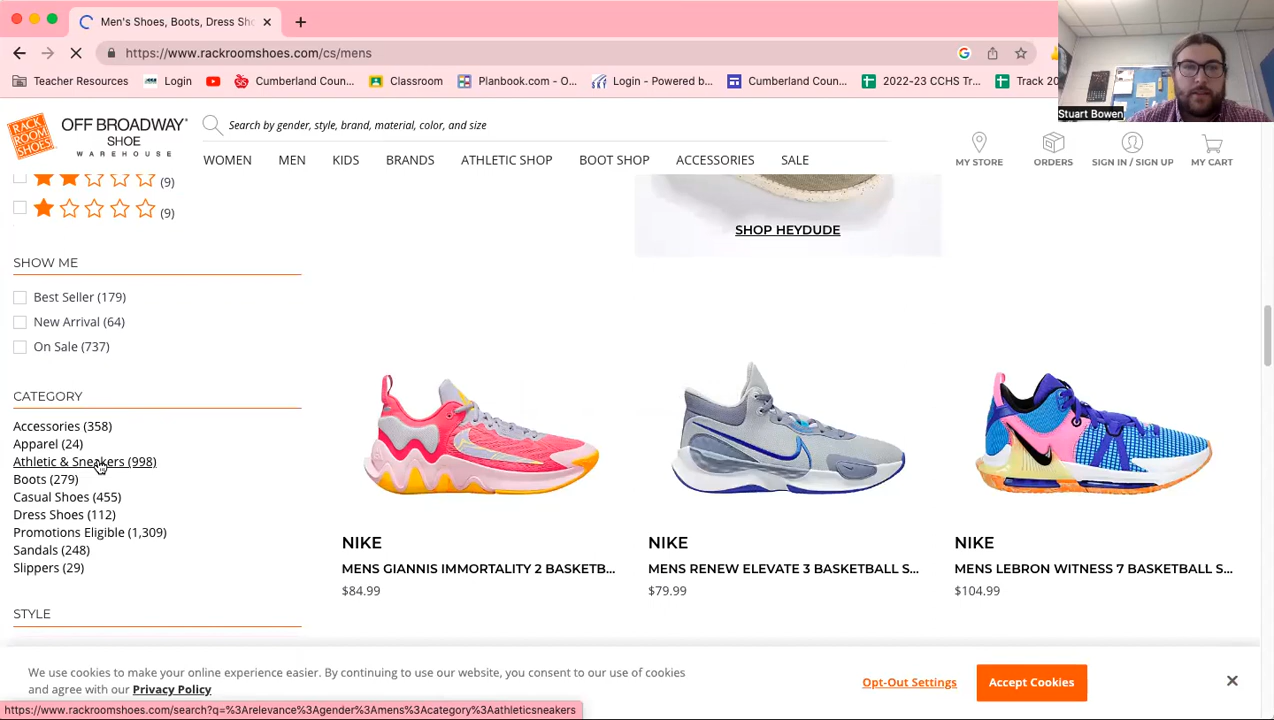 Men's Shoes, Boots, Dress Sho
https://www.rackroomshoes.com/cs/mens
Teacher Resources
Login
Cumberland Coun...
Classroom
Planbook.com - O...
Login - Powered b...
Cumberland Coun...
2022-23 CCHS Tr...
Track 20
Stuart Bowen
RACK ROOM SHOES
OFF BROADWAY
SHOE
WAREHOUSE
Search by gender, style, brand, material, color, and size
WOMEN
MEN
KIDS
BRANDS
ATHLETIC SHOP
BOOT SHOP
ACCESSORIES
SALE
MY STORE
ORDERS
SIGN IN / SIGN UP
MY CART
(9)
(9)
SHOP HEYDUDE
SHOW ME
Best Seller (179)
New Arrival (64)
On Sale (737)
CATEGORY
Accessories (358)
Apparel (24)
Athletic & Sneakers (998)
Boots (279)
Casual Shoes (455)
Dress Shoes (112)
Promotions Eligible (1,309)
Sandals (248)
Slippers (29)
STYLE
NIKE
MENS GIANNIS IMMORTALITY 2 BASKETB...
$84.99
NIKE
MENS RENEW ELEVATE 3 BASKETBALL S...
$79.99
NIKE
MENS LEBRON WITNESS 7 BASKETBALL S...
$104.99
We use cookies to make your online experience easier. By continuing to use our website, you consent to our use of cookies
and agree with our Privacy Policy
Opt-Out Settings
Accept Cookies
https://www.rackroomshoes.com/search?q=%3Arelevance%3Agender%3Amens%3Acategory%3Aathleticsneakers